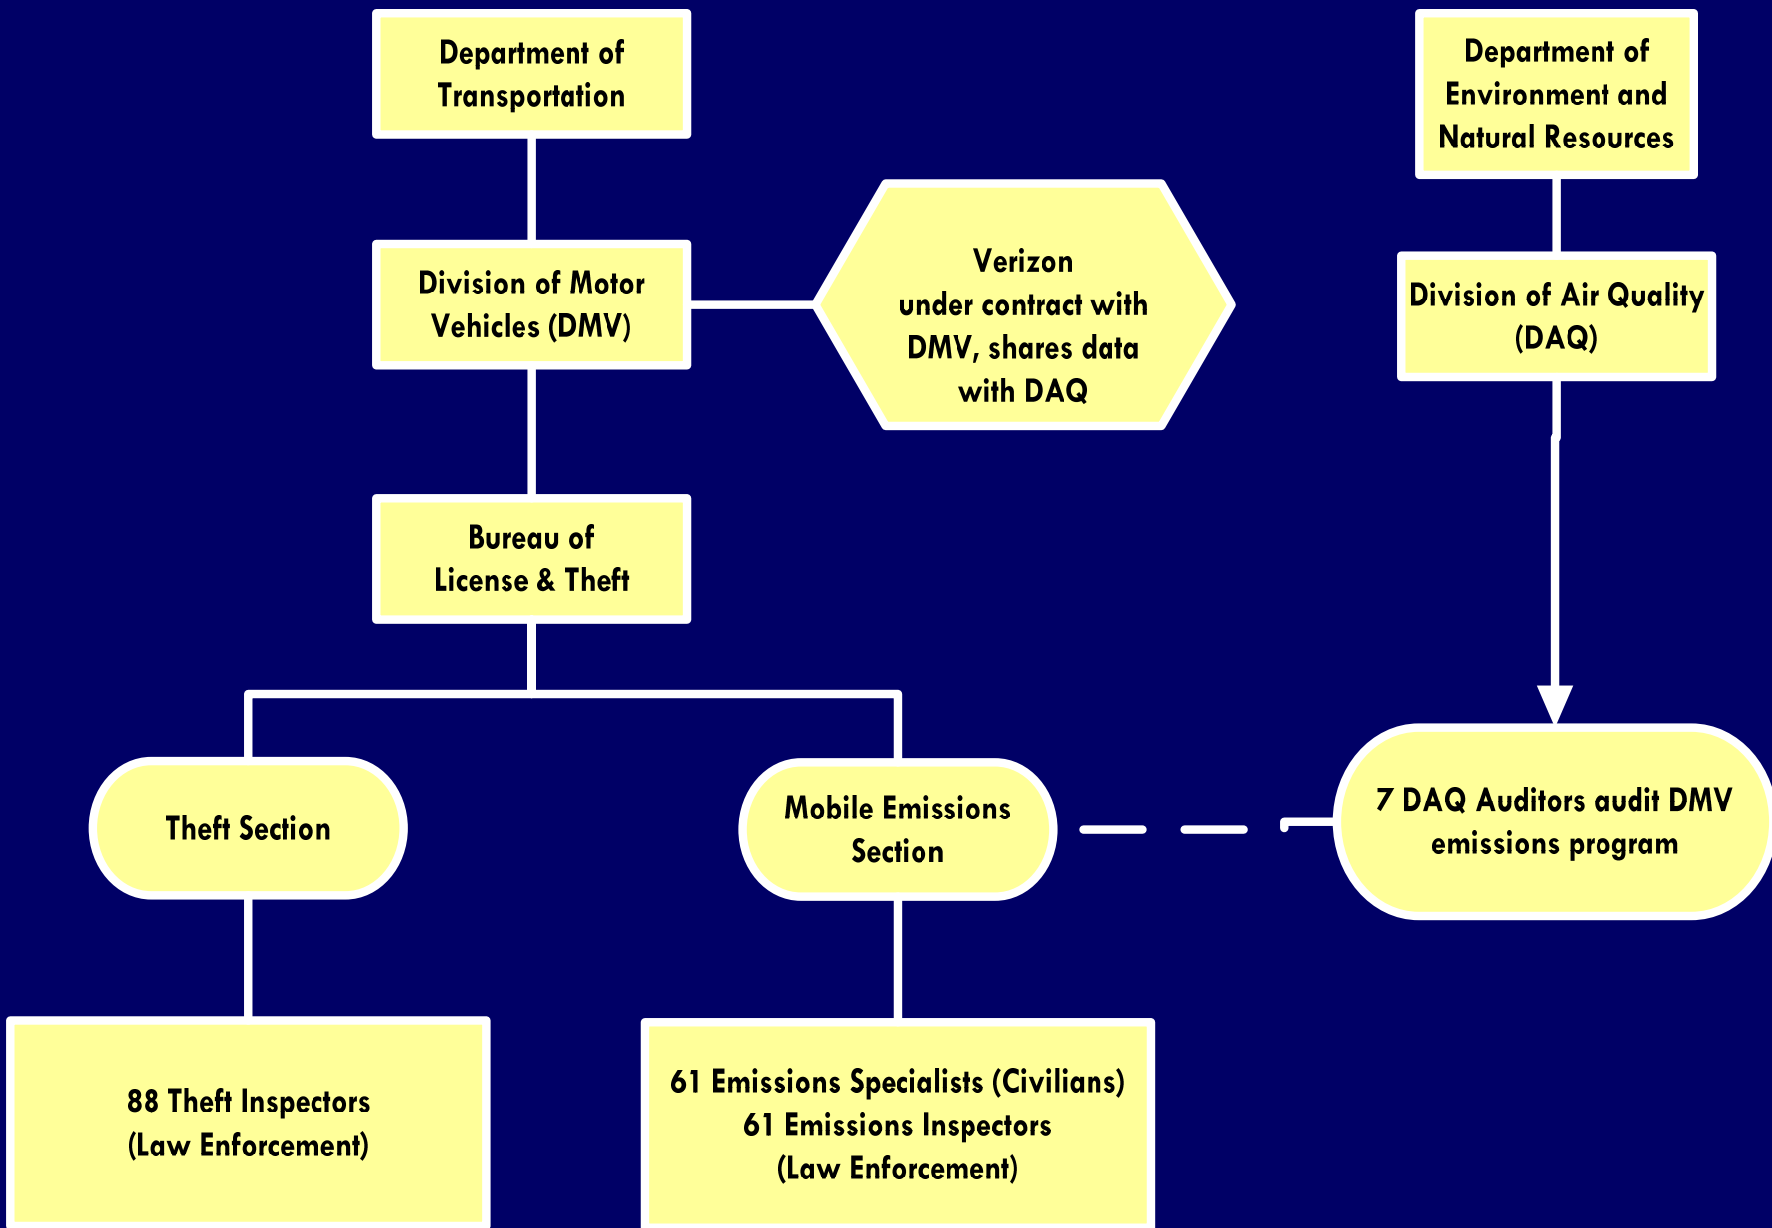 Department of
Transportation
Department of
Environment and
Natural Resources
Division of Motor
Vehicles (DMV)
Verizon
under contract with
DMV, shares data
with DAQ
Division of Air Quality
(DAQ)
Bureau of
License & Theft
Theft Section
Mobile Emissions
Section
7 DAQ Auditors audit DMV
emissions program
88 Theft Inspectors
(Law Enforcement)
61 Emissions Specialists (Civilians)
61 Emissions Inspectors
(Law Enforcement)